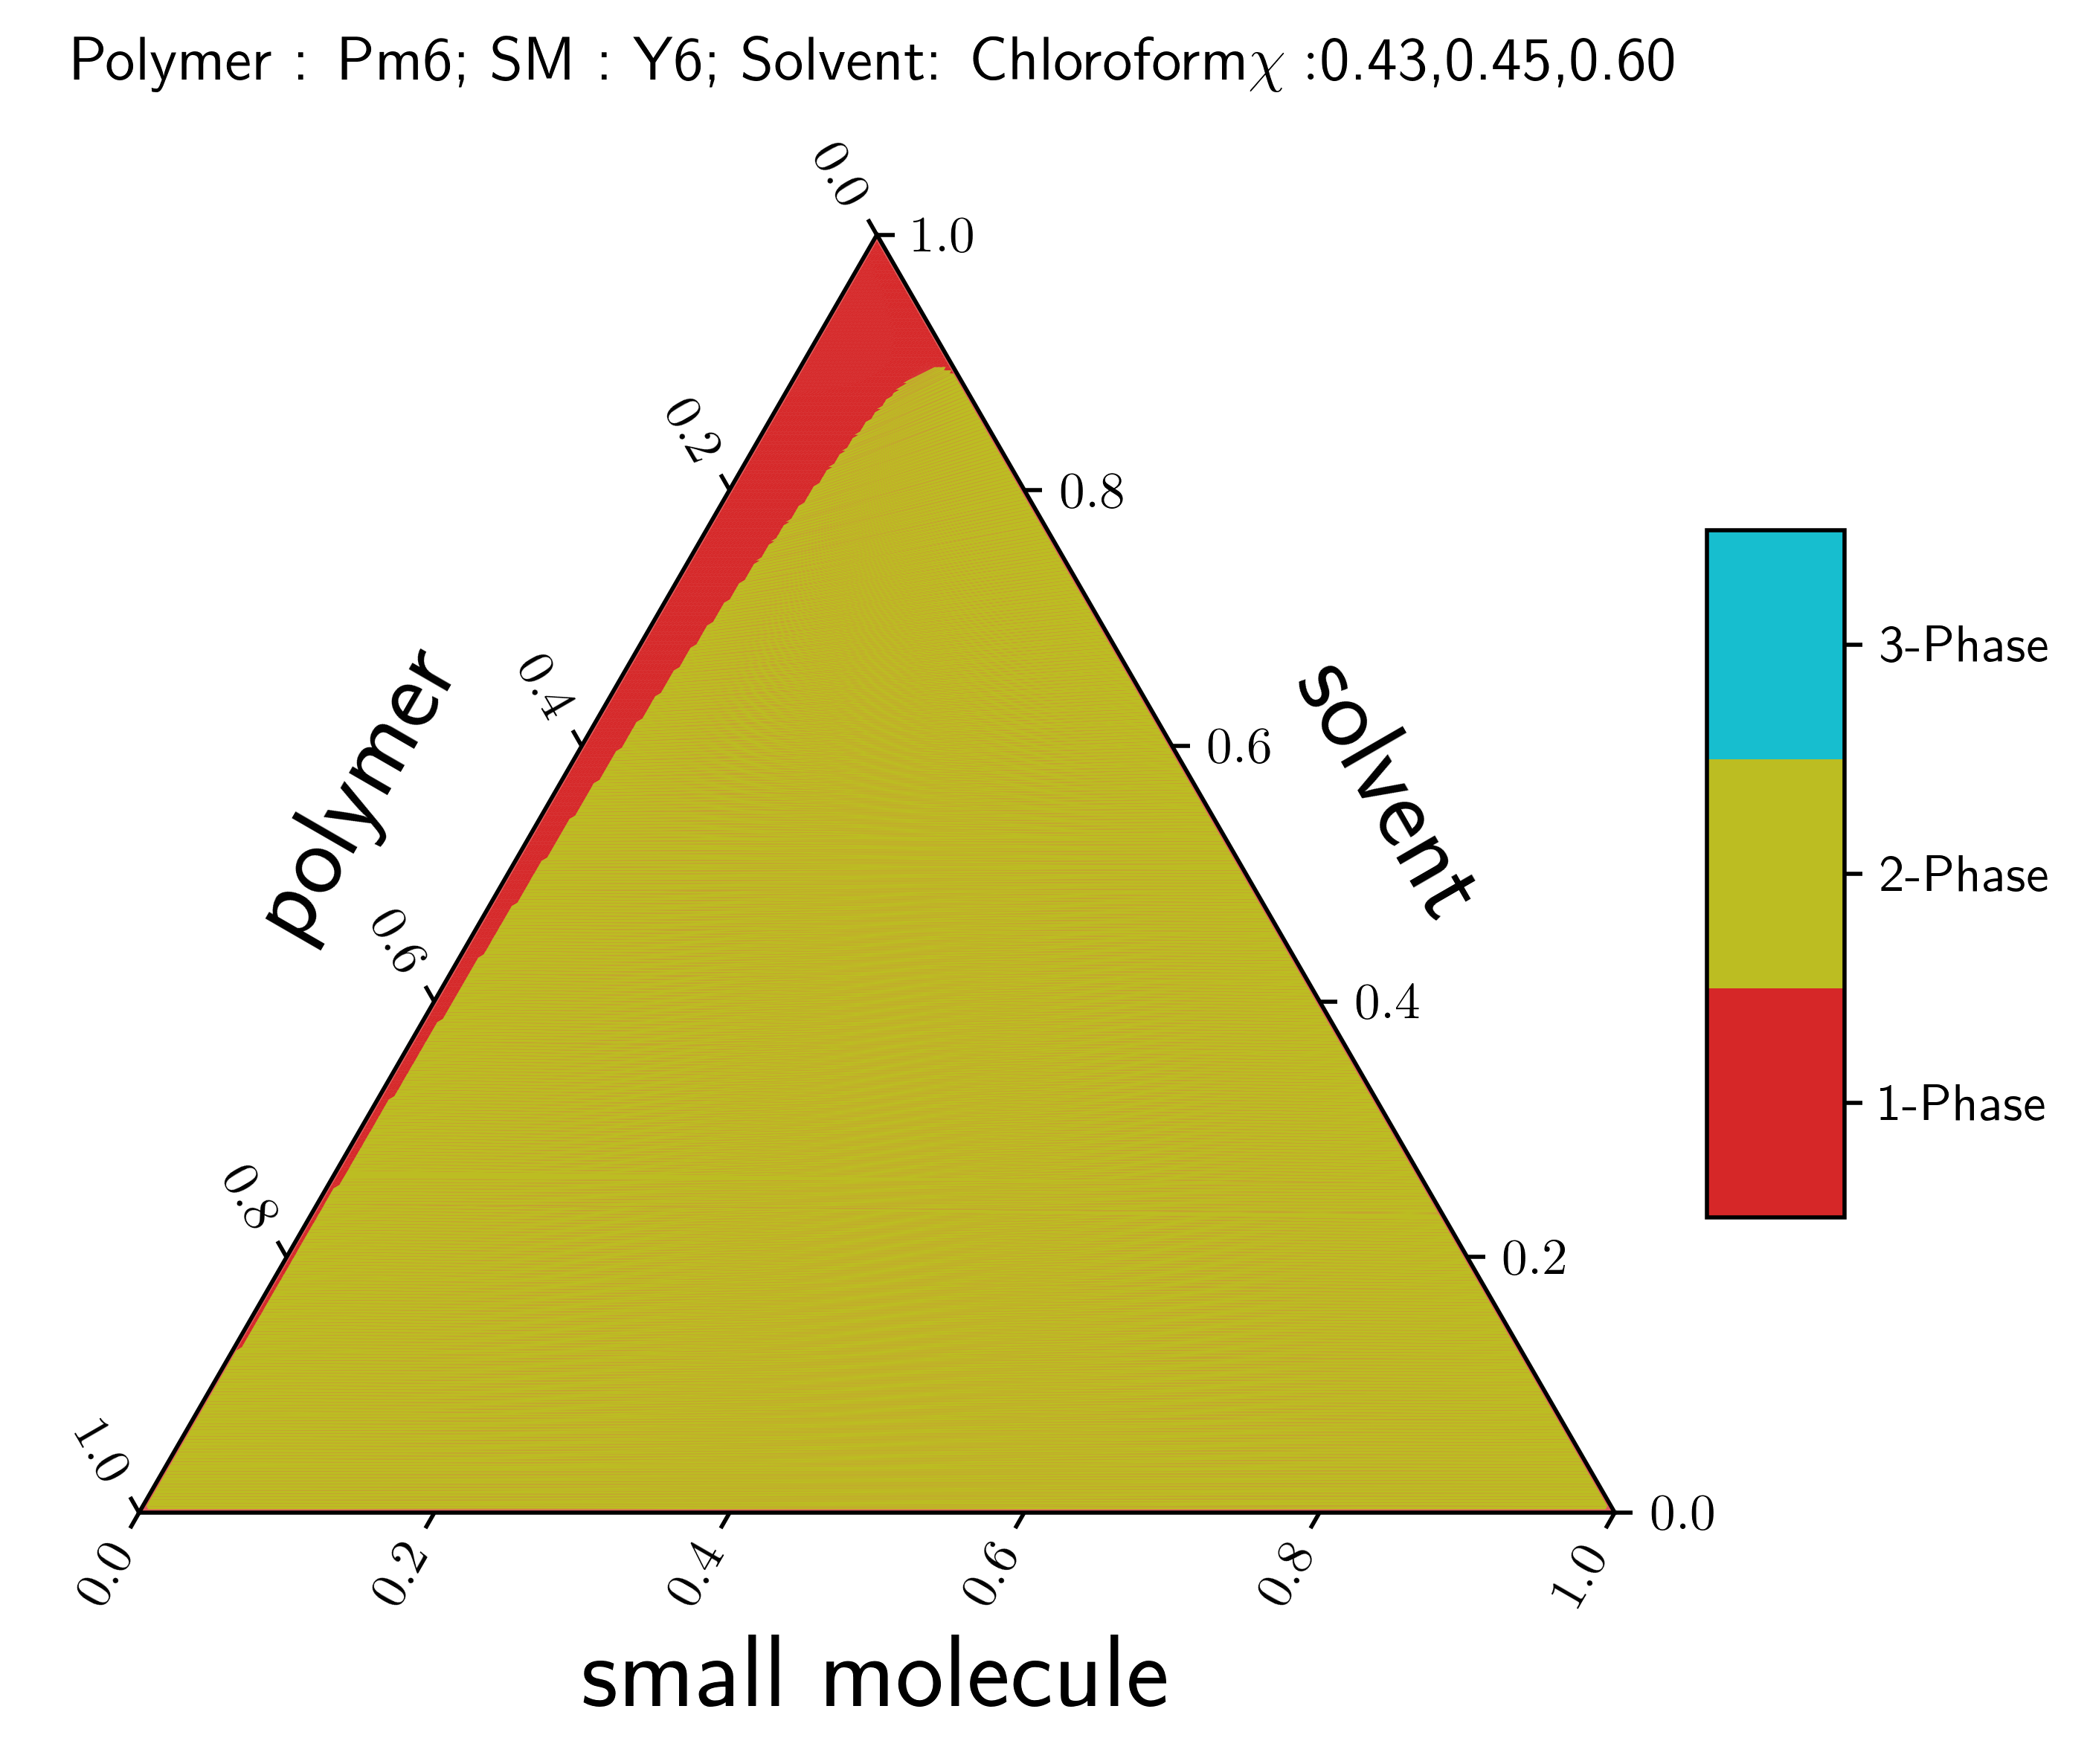 Polymer : Pm6; SM : Y6; Solvent: Chloroformχ :0.43,0.45,0.60
0.0
1.0
0.2
0.8
0.4
0.6
0.6
0.4
0.8
0.2
1.0
0.0
polymer
solvent
3-Phase
2-Phase
1-Phase
0.0 0.2 0.4 0.6 0.8 1.0
small molecule